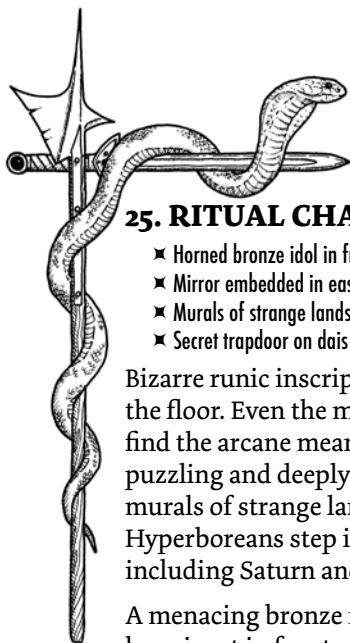 25. RITUAL CHA
✶ Horned bronze idol in fr
✶ Mirror embedded in eas
✶ Murals of strange lands
✶ Secret trapdoor on dais
Bizarre runic inscrip
the floor. Even the m
find the arcane mean
puzzling and deeply
murals of strange lan
Hyperboreans step i
including Saturn and
A menacing bronze